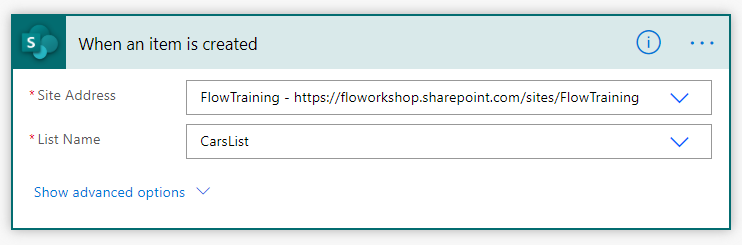 S
When an item is created
* Site Address
FlowTraining - https://floworkshop.sharepoint.com/sites/FlowTraining
* List Name
CarsList
Show advanced options